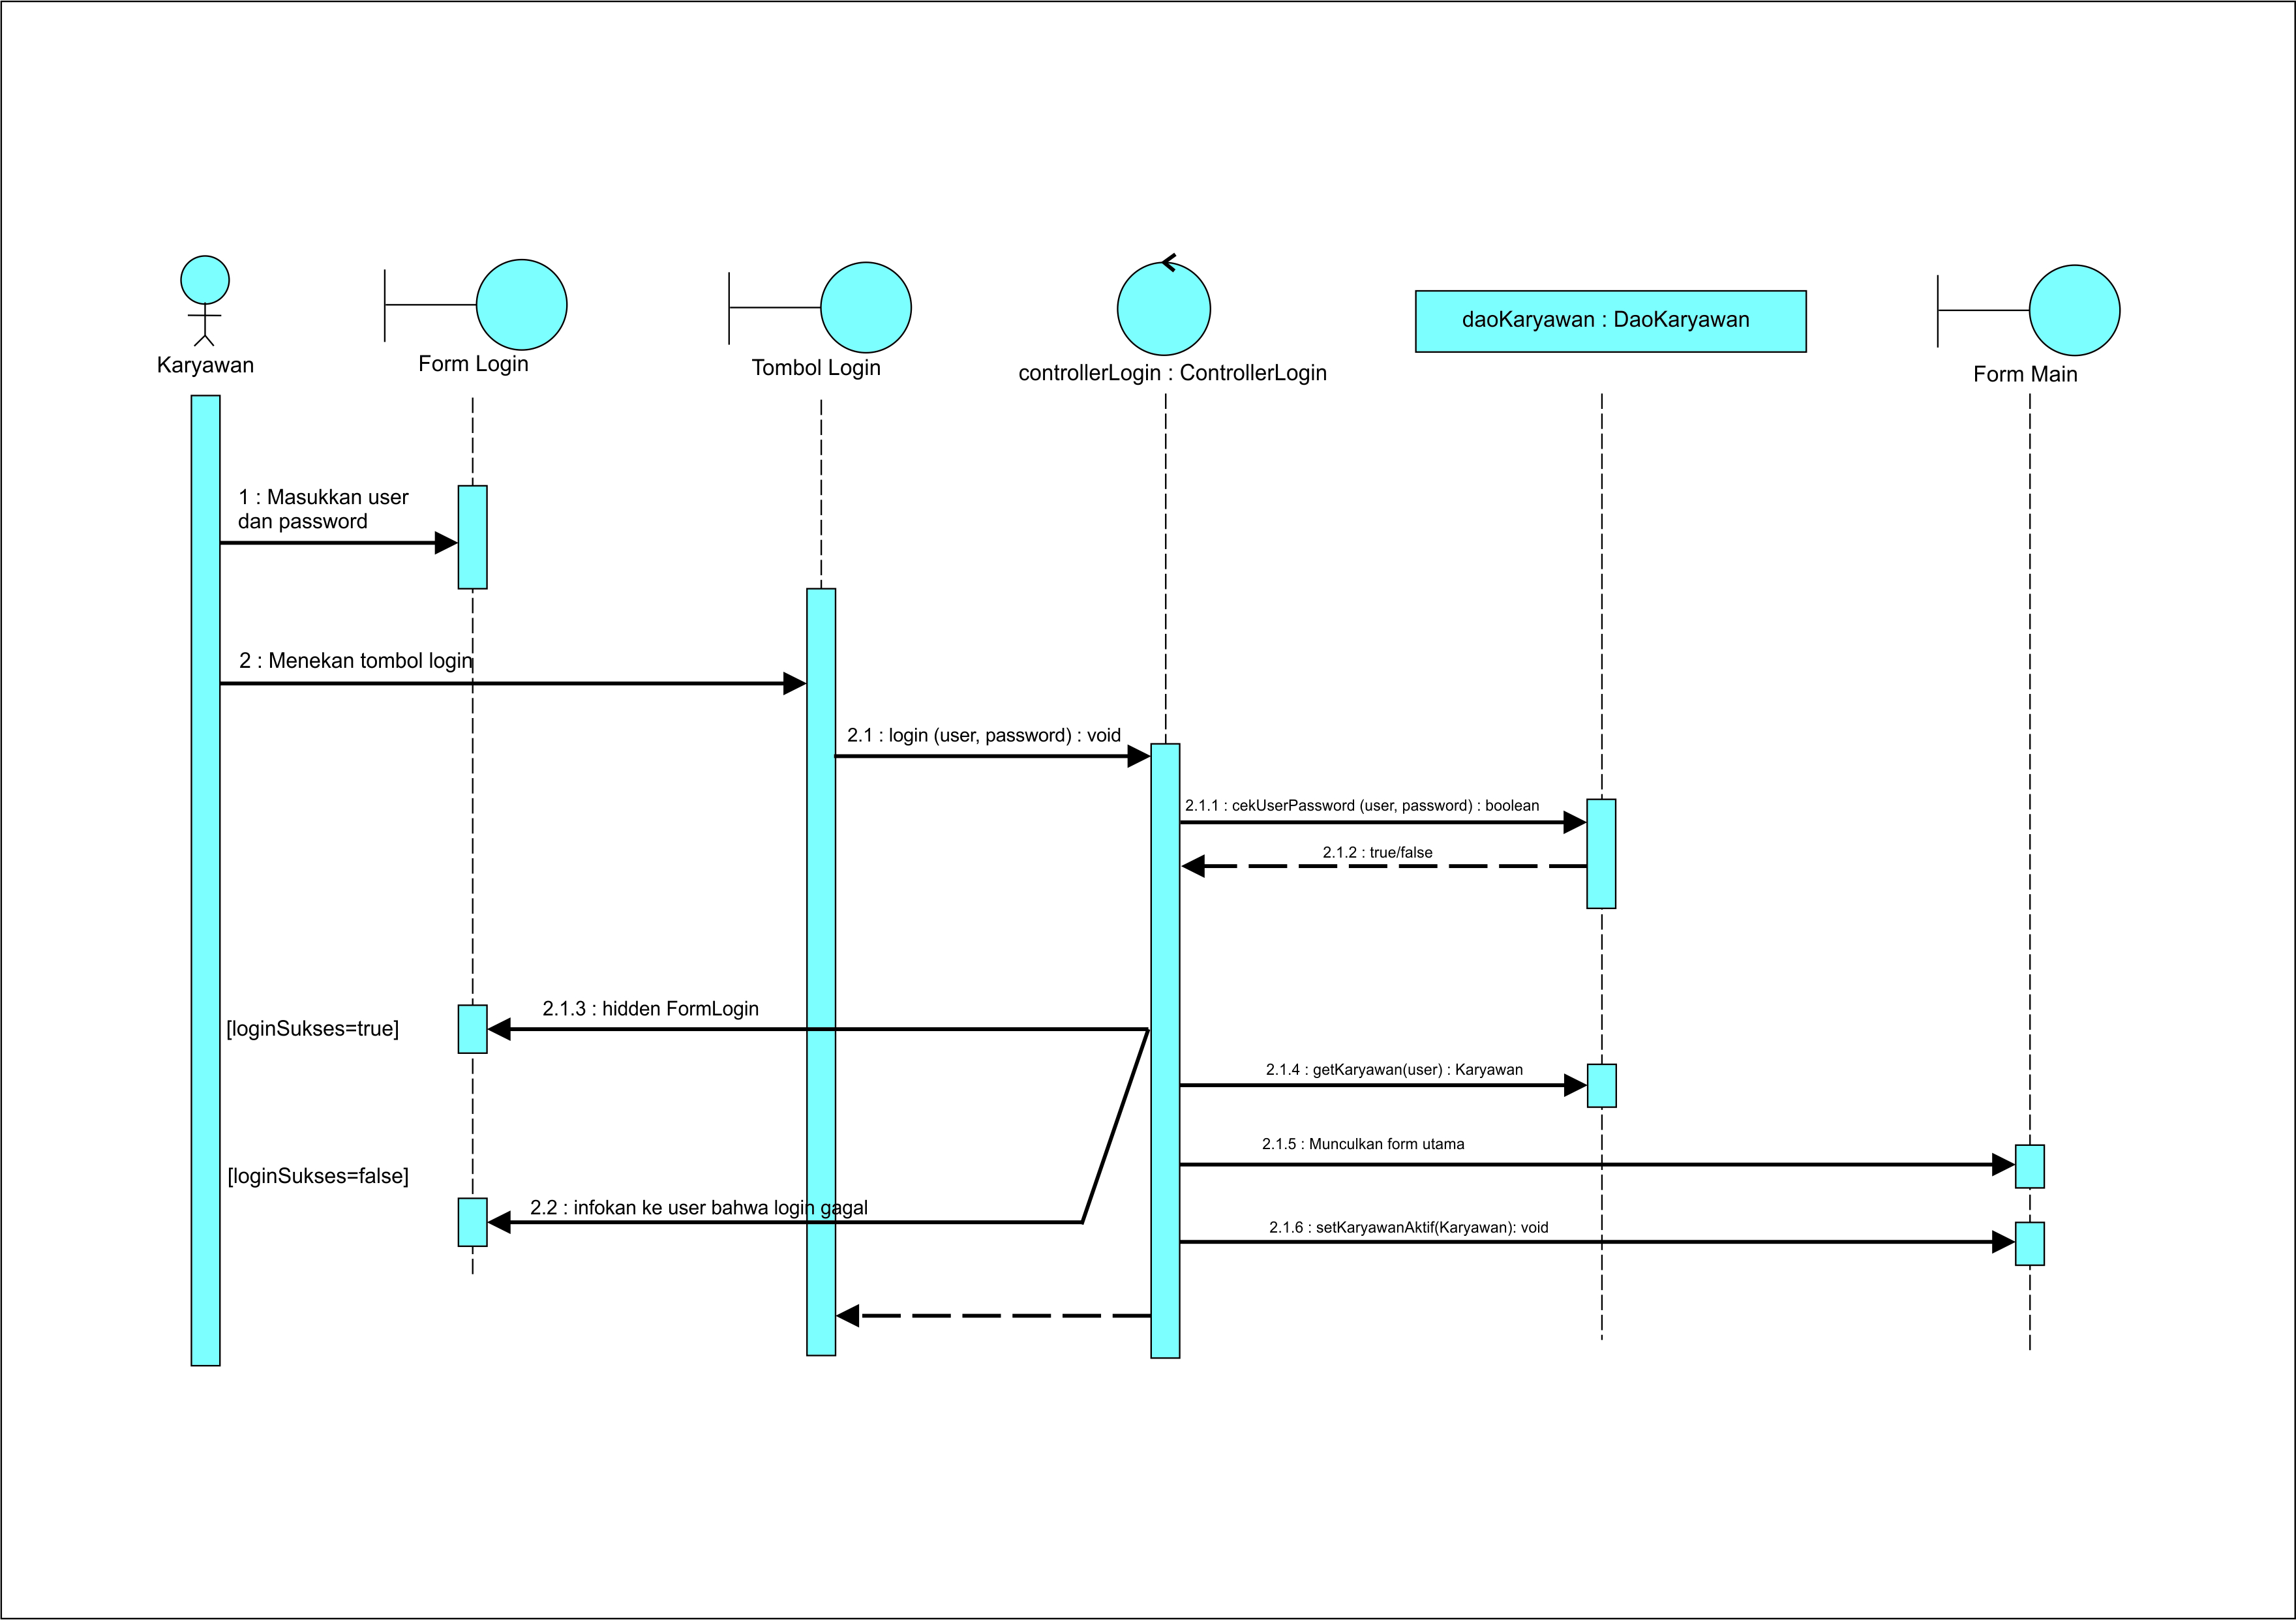 Karyawan
Form Login
Tombol Login
controllerLogin : ControllerLogin
daoKaryawan : DaoKaryawan
Form Main
1 : Masukkan user
dan password
2 : Menekan tombol login
2.1 : login (user, password) : void
2.1.1 : cekUserPassword (user, password) : boolean
2.1.2 : true/false
[loginSukses=true]
2.1.3 : hidden FormLogin
2.1.4 : getKaryawan(user) : Karyawan
2.1.5 : Munculkan form utama
[loginSukses=false]
2.2 : infokan ke user bahwa login gagal
2.1.6 : setKaryawanAktif(Karyawan): void